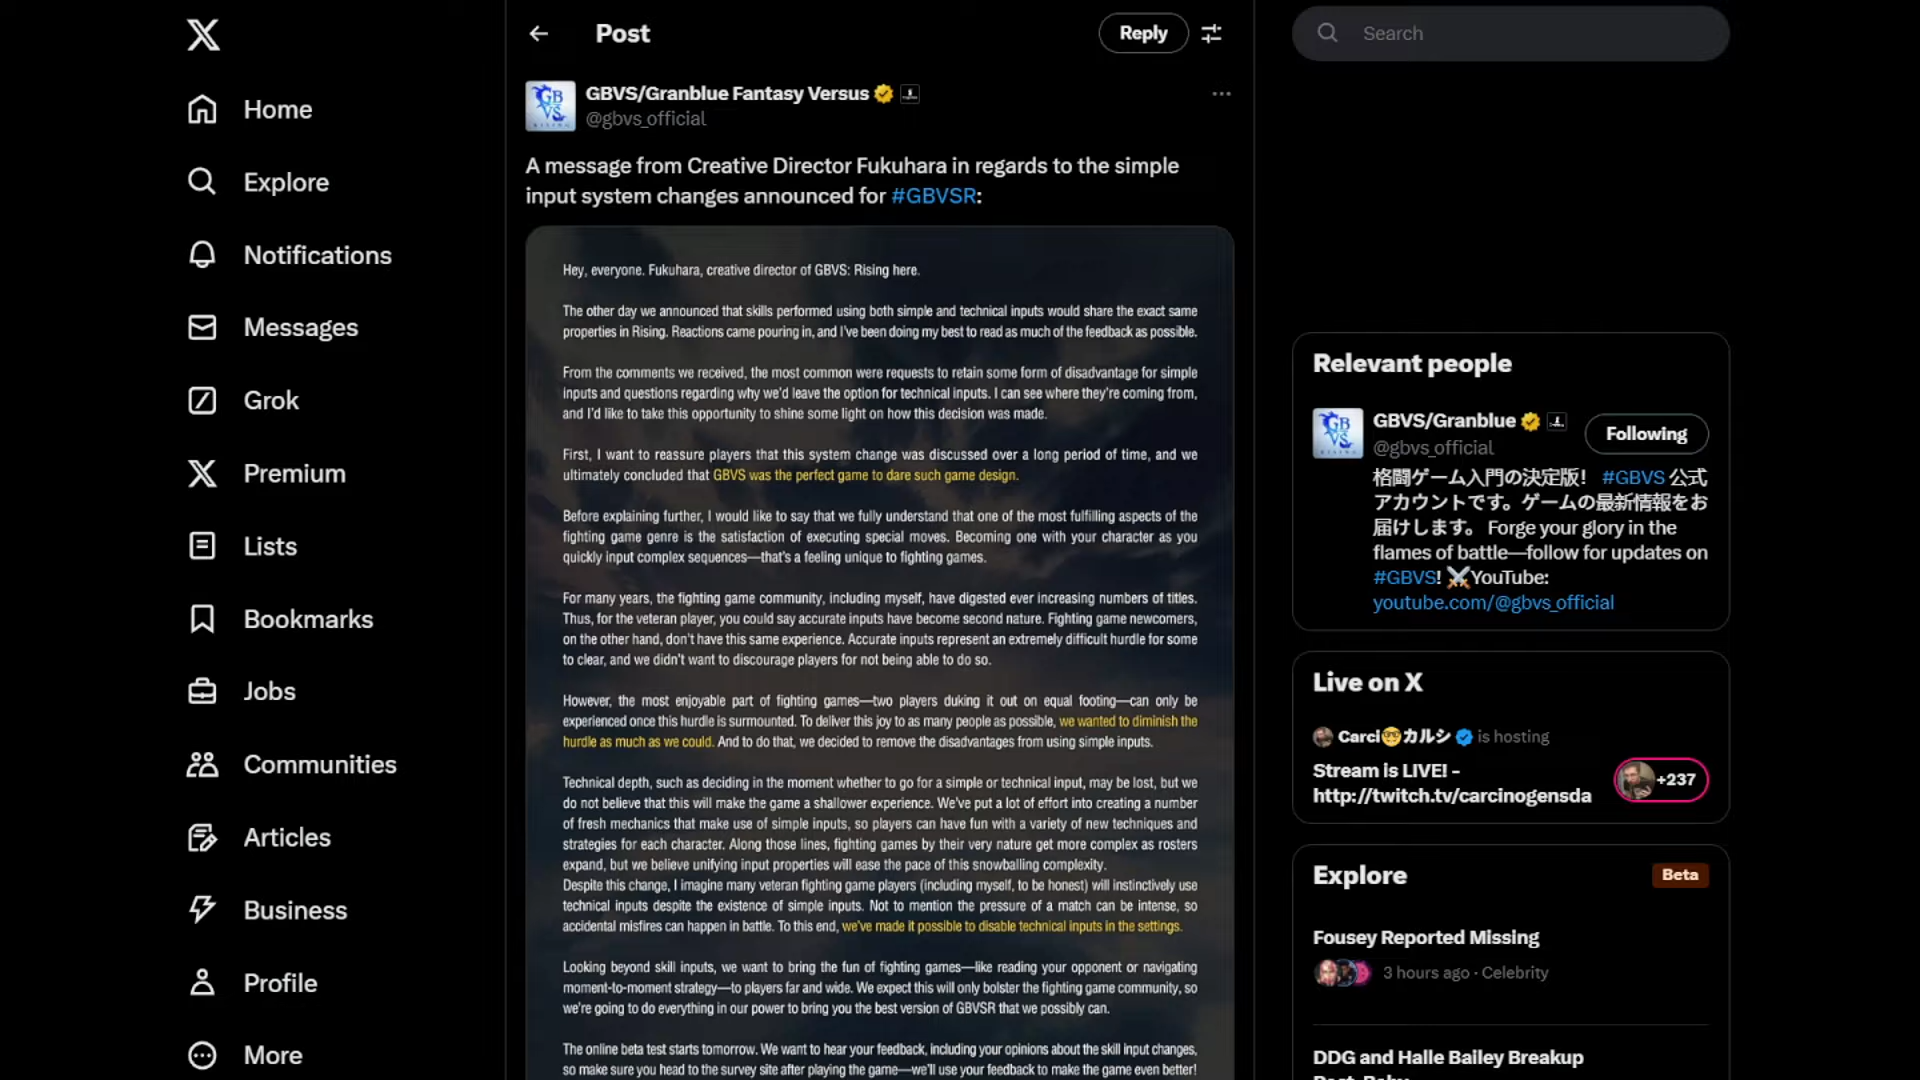 Home
Explore
Notifications
Messages
Grok
Premium
Lists
Bookmarks
Jobs
Communities
Articles
Business
Profile
More
Post
Reply
GBVS/Granblue Fantasy Versus
@gbvs_official
A message from Creative Director Fukuhara in regards to the simple
input system changes announced for #GBVSR:
Hey, everyone. Fukuhara, creative director of GBVS: Rising here.
The other day we announced that skills performed using both simple and technical inputs would share the exact same
properties in Rising. Reactions came pouring in, and I've been doing my best to read as much of the feedback as possible.
From the comments we received, the most common were requests to retain some form of disadvantage for simple
inputs and questions regarding why we'd leave the option for technical inputs. I can see where they're coming from,
and I'd like to take this opportunity to shine some light on how this decision was made.
First, I want to reassure players that this system change was discussed over a long period of time, and we
ultimately concluded that GBVS was the perfect game to dare such game design.
Before explaining further, I would like to say that we fully understand that one of the most fulfilling aspects of the
fighting game genre is the satisfaction of executing special moves. Becoming one with your character as you
quickly input complex sequences—that's a feeling unique to fighting games.
For many years, the fighting game community, including myself, have digested ever increasing numbers of titles.
Thus, for the veteran player, you could say accurate inputs have become second nature. Fighting game newcomers,
on the other hand, don't have this same experience. Accurate inputs represent an extremely difficult hurdle for some
to clear, and we didn't want to discourage players for not being able to do so.
However, the most enjoyable part of fighting games—two players duking it out on equal footing—can only be
experienced once this hurdle is surmounted. To deliver this joy to as many people as possible, we wanted to diminish the
hurdle as much as we could. And to do that, we decided to remove the disadvantages from using simple inputs.
Technical depth, such as deciding in the moment whether to go for a simple or technical input, may be lost, but we
do not believe that this will make the game a shallower experience. We've put a lot of effort into creating a number
of fresh mechanics that make use of simple inputs, so players can have fun with a variety of new techniques and
strategies for each character. Along those lines, fighting games by their very nature get more complex as rosters
expand, but we believe unifying input properties will ease the pace of this snowballing complexity.
Despite this change, I imagine many veteran fighting game players (including myself, to be honest) will instinctively use
technical inputs despite the existence of simple inputs. Not to mention the pressure of a match can be intense, so
accidental misfires can happen in battle. To this end, we've made it possible to disable technical inputs in the settings.
Looking beyond skill inputs, we want to bring the fun of fighting games—like reading your opponent or navigating
moment-to-moment strategy—to players far and wide. We expect this will only bolster the fighting game community, so
we're going to do everything in our power to bring you the best version of GBVSR that we possibly can.
The online beta test starts tomorrow. We want to hear your feedback, including your opinions about the skill input changes,
so make sure you head to the survey site after playing the game—we'll use your feedback to make the game even better!
Search
Relevant people
GBVS/Granblue
@gbvs_official
Following
格闘ゲーム入門の決定版! #GBVS 公式
アカウントです。ゲームの最新情報をお
届けします。 Forge your glory in the
flames of battle—follow for updates on
#GBVS! ⚔️YouTube:
youtube.com/@gbvs_official
Live on X
Carci🤓カルシ is hosting
Stream is LIVE! -
http://twitch.tv/carcinogensda
+237
Explore
Beta
Fousey Reported Missing
3 hours ago · Celebrity
DDG and Halle Bailey Breakup